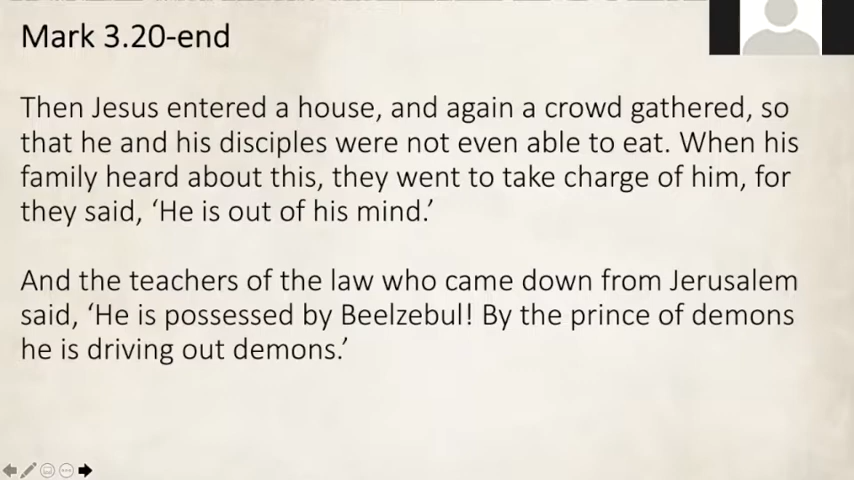 Mark 3.20-end
Then Jesus entered a house, and again a crowd gathered, so
that he and his disciples were not even able to eat. When his
family heard about this, they went to take charge of him, for
they said, ‘He is out of his mind.’
And the teachers of the law who came down from Jerusalem
said, ‘He is possessed by Beelzebul! By the prince of demons
he is driving out demons.’